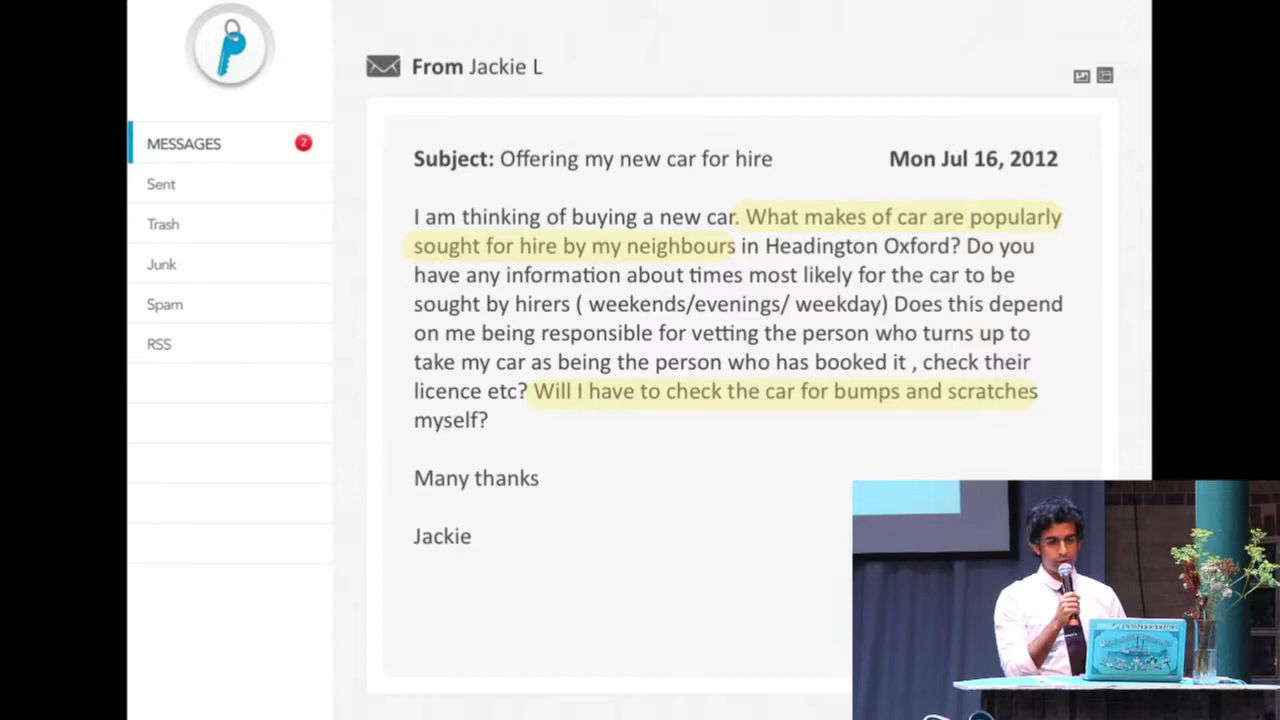 From Jackie L
MESSAGES
2
Sent
Trash
Junk
Spam
RSS
Subject: Offering my new car for hire
Mon Jul 16, 2012
I am thinking of buying a new car. What makes of car are popularly
sought for hire by my neighbours in Headington Oxford? Do you
have any information about times most likely for the car to be
sought by hirers ( weekends/evenings/ weekday) Does this depend
on me being responsible for vetting the person who turns up to
take my car as being the person who has booked it , check their
licence etc? Will I have to check the car for bumps and scratches
myself?
Many thanks
Jackie